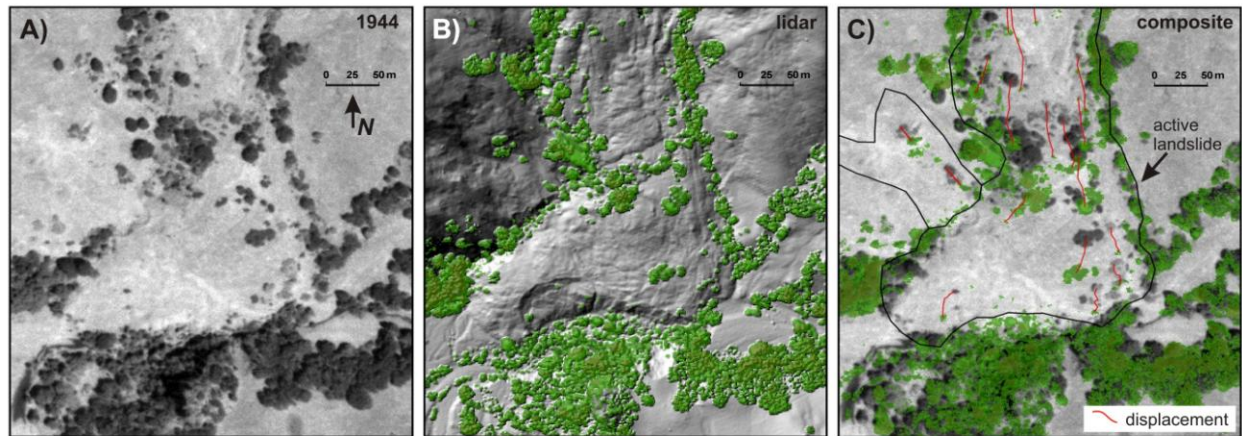 A)
1944
0 25 50 m
N
B)
lidar
0 25 50 m
C)
composite
0 25 50 m
active
landslide
displacement